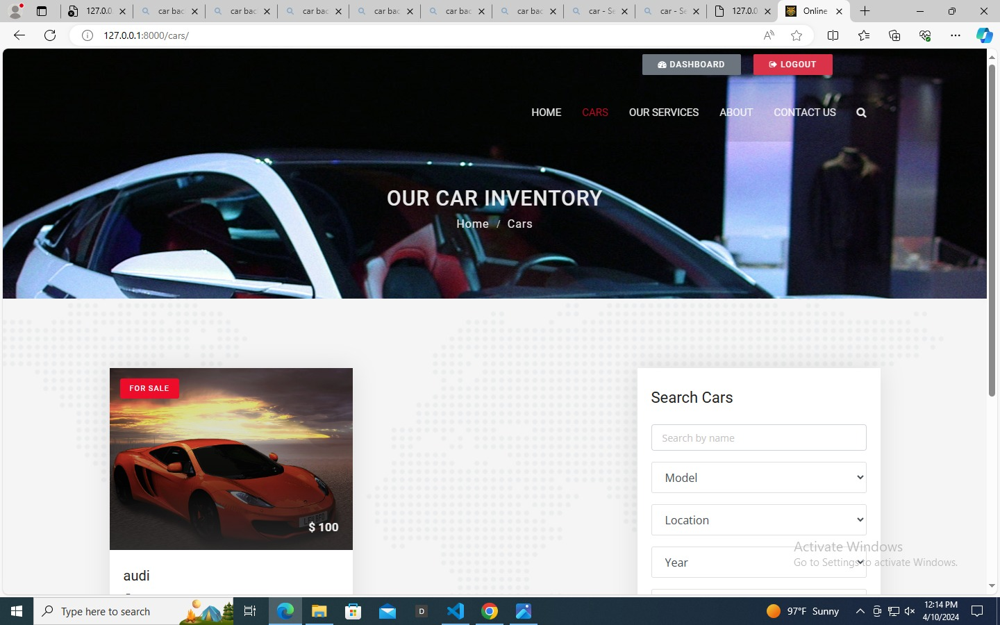 127.0.0.
car bac
car bac
car bac
car bac
car bac
car bac
car - Se
car - Se
127.0.0
Online
127.0.0.1:8000/cars/
DASHBOARD
LOGOUT
HOME
CARS
OUR SERVICES
ABOUT
CONTACT US
OUR CAR INVENTORY
Home / Cars
FOR SALE
$ 100
audi
Search Cars
Search by name
Model
Location
Year
Activate Windows
Go to Settings to activate Windows.
Type here to search
D
97°F Sunny
12:14 PM
4/10/2024